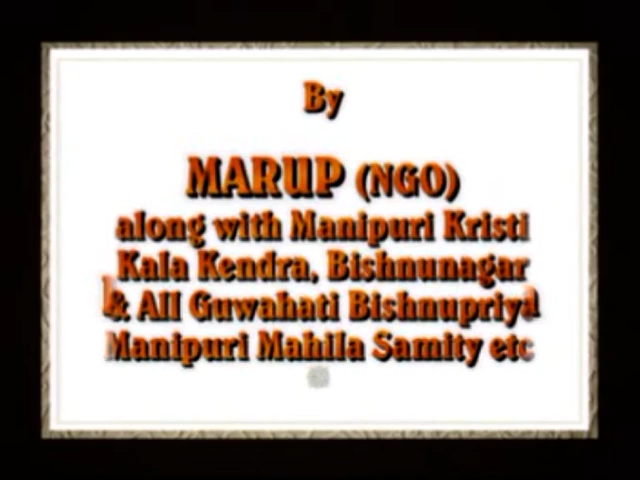 By
MARUP (NGO)
along with Manipuri Kristi
Kala Kendra, Bishnunagar
& All Guwahati Bishnupriya
Manipuri Mahila Samity etc